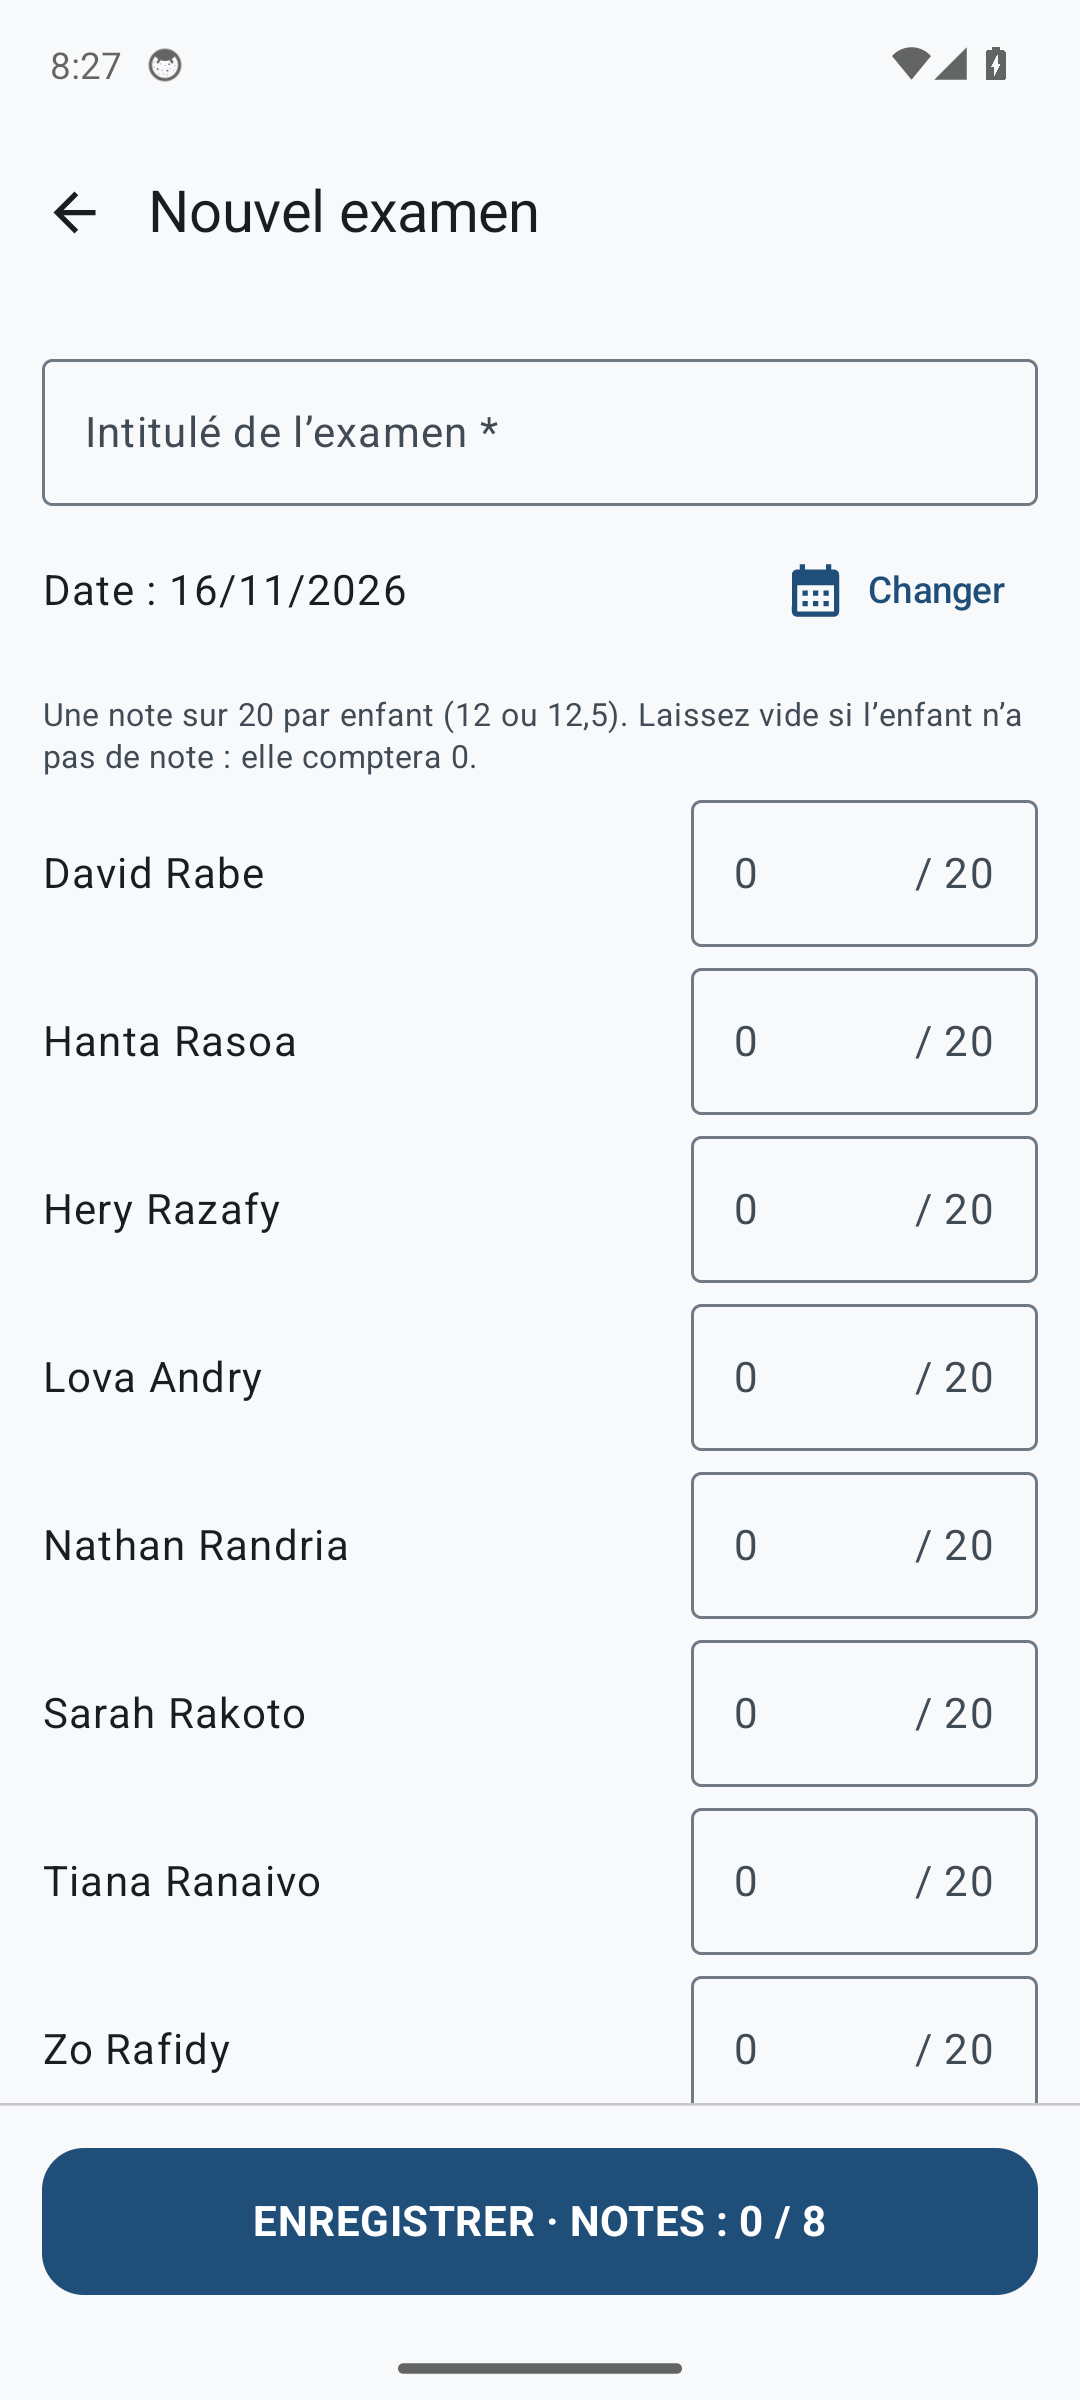 8:27
Nouvel examen
Intitulé de l’examen *
Date : 16/11/2026
Changer
Une note sur 20 par enfant (12 ou 12,5). Laissez vide si l’enfant n’a
pas de note : elle comptera 0.
David Rabe
0 / 20
Hanta Rasoa
0 / 20
Hery Razafy
0 / 20
Lova Andry
0 / 20
Nathan Randria
0 / 20
Sarah Rakoto
0 / 20
Tiana Ranaivo
0 / 20
Zo Rafidy
0 / 20
ENREGISTRER · NOTES : 0 / 8